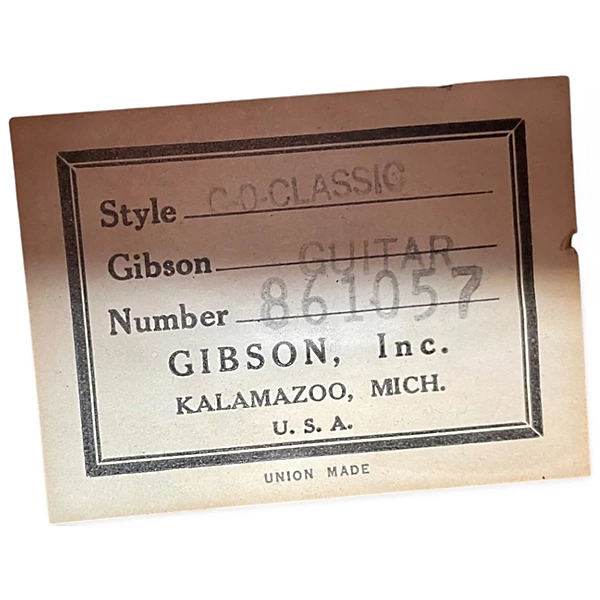 Style C-0-CLASSIC
Gibson GUITAR
Number 861057
GIBSON, Inc.
KALAMAZOO, MICH.
U. S. A.
UNION MADE